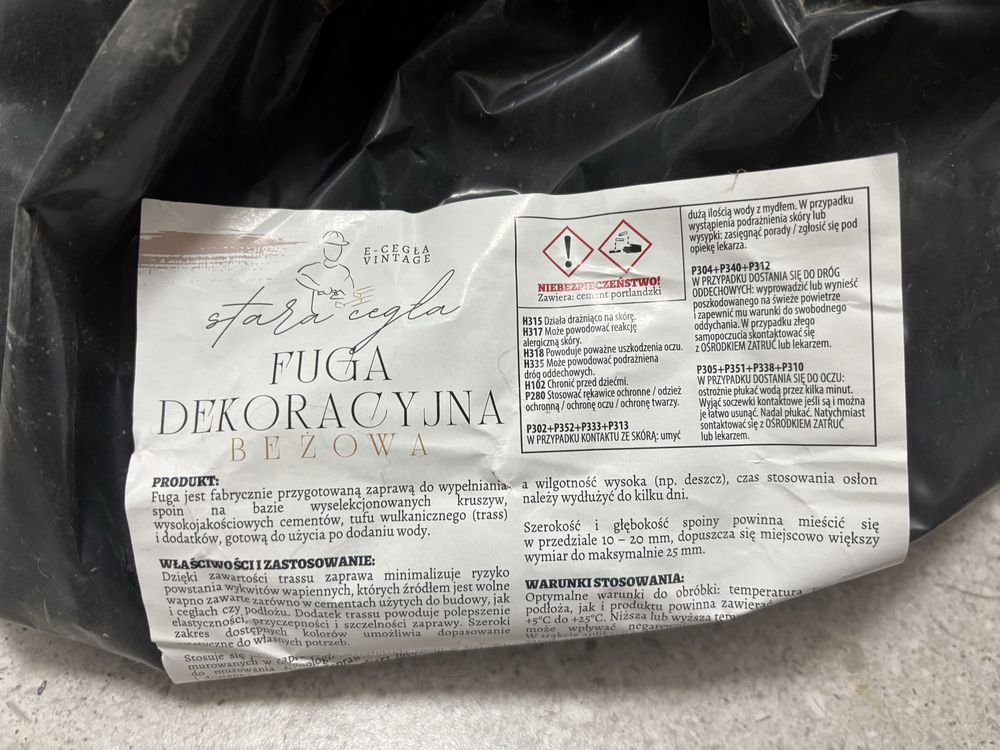 E-CEGŁA
VINTAGE
stara cegła
FUGA
DEKORACYJNA
BEŻOWA
PRODUKT:
Fuga jest fabrycznie przygotowaną zaprawą do wypełniania
spoin na bazie wyselekcjonowanych kruszyw,
wysokojakościowych cementów, tufu wulkanicznego (trass)
i dodatków, gotową do użycia po dodaniu wody.
WŁAŚCIWOŚCI I ZASTOSOWANIE:
Dzięki zawartości trassu zaprawa minimalizuje ryzyko
powstania wykwitów wapiennych, których źródłem jest wolne
wapno zawarte zarówno w cementach użytych do budowy, jak
i cegłach czy podłożu. Dodatek trassu powoduje polepszenie
elastyczności, przyczepności i szczelności zaprawy. Szeroki
zakres dostępnych kolorów umożliwia dopasowanie
do własnych potrzeb.
Stosuje się
murowanych w
do murowania
NIEBEZPIECZEŃSTWO!
Zawiera: cement portlandzki
H315 Działa drażniąco na skórę.
H317 Może powodować reakcję
alergiczną skóry.
H318 Powoduje poważne uszkodzenia oczu.
H335 Może powodować podrażniena
dróg oddechowych.
H102 Chronić przed dziećmi.
P280 Stosować rękawice ochronne / odzież
ochronną / ochronę oczu / ochronę twarzy.
P302+P352+P333+P313
W PRZYPADKU KONTAKTU ZE SKÓRĄ: umyć
dużą ilością wody z mydłem. W przypadku
wystąpienia podrażnienia skóry lub
wysypki: zasięgnąć porady / zgłosić się pod
opiekę lekarza.
P304+P340+P312
W PRZYPADKU DOSTANIA SIĘ DO DRÓG
ODDECHOWYCH: wyprowadzić lub wynieść
poszkodowanego na świeże powietrze
i zapewnić mu warunki do swobodnego
oddychania. W przypadku złego
samopoczucia skontaktować się
z OŚRODKIEM ZATRUĆ lub lekarzem.
P305+P351+P338+P310
W PRZYPADKU DOSTANIA SIĘ DO OCZU:
ostrożnie płukać wodą przez kilka minut.
Wyjąć soczewki kontaktowe jeśli są i można
je łatwo usunąć. Nadal płukać. Natychmiast
sontaktować się z OŚRODKIEM ZATRUĆ
lub lekarzem.
a wilgotność wysoka (np. deszcz), czas stosowania osłon
należy wydłużyć do kilku dni.
Szerokość i głębokość spoiny powinna mieścić się
w przedziale 10 – 20 mm, dopuszcza się miejscowo większy
wymiar do maksymalnie 25 mm.
WARUNKI STOSOWANIA:
Optymalne warunki do obróbki: temperatura
podłoża, jak i produktu powinna
+5°C do +25°C. Niższa lub wyższa
może wpływać
W trakcie